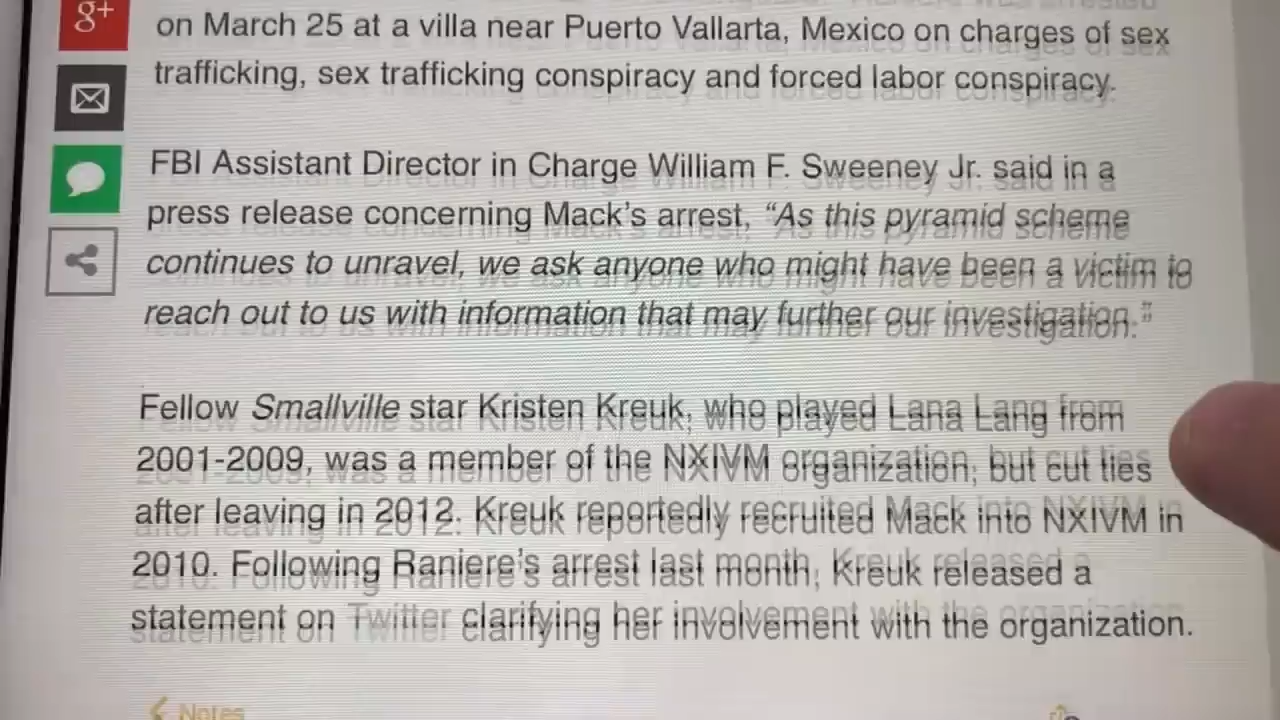 g+
on March 25 at a villa near Puerto Vallarta, Mexico on charges of sex
trafficking, sex trafficking conspiracy and forced labor conspiracy.
FBI Assistant Director in Charge William F. Sweeney Jr. said in a
press release concerning Mack's arrest, “As this pyramid scheme
continues to unravel, we ask anyone who might have been a victim to
reach out to us with information that may further our investigation.”
Fellow Smallville star Kristen Kreuk, who played Lana Lang from
2001-2009, was a member of the NXIVM organization, but cut ties
after leaving in 2012. Kreuk reportedly recruited Mack into NXIVM in
2010. Following Raniere's arrest last month, Kreuk released a
statement on Twitter clarifying her involvement with the organization.
Notes